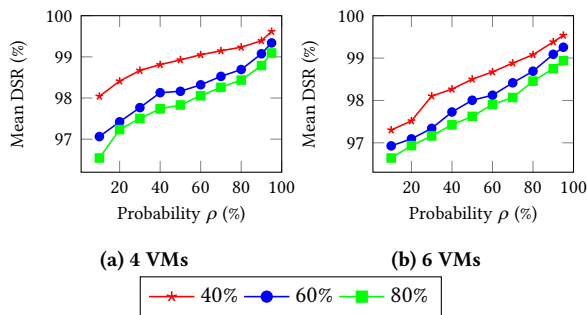 100
99
98
97
Mean DSR (%)
20 40 60 80 100
Probability ρ (%)
(a) 4 VMs
100
99
98
97
Mean DSR (%)
20 40 60 80 100
Probability ρ (%)
(b) 6 VMs
40% 60% 80%